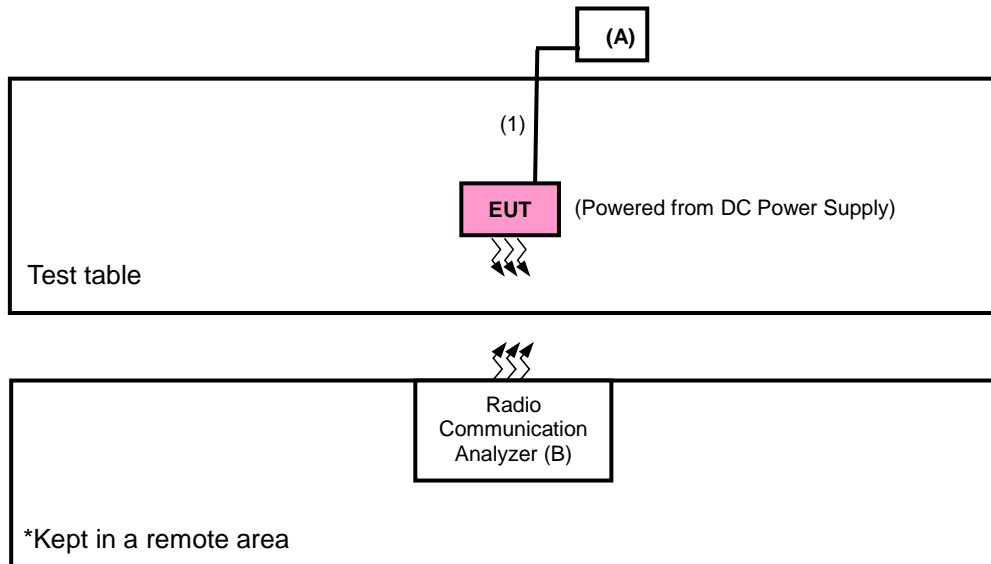 (A)
(1)
EUT
(Powered from DC Power Supply)
Test table
Radio
Communication
Analyzer (B)
*Kept in a remote area